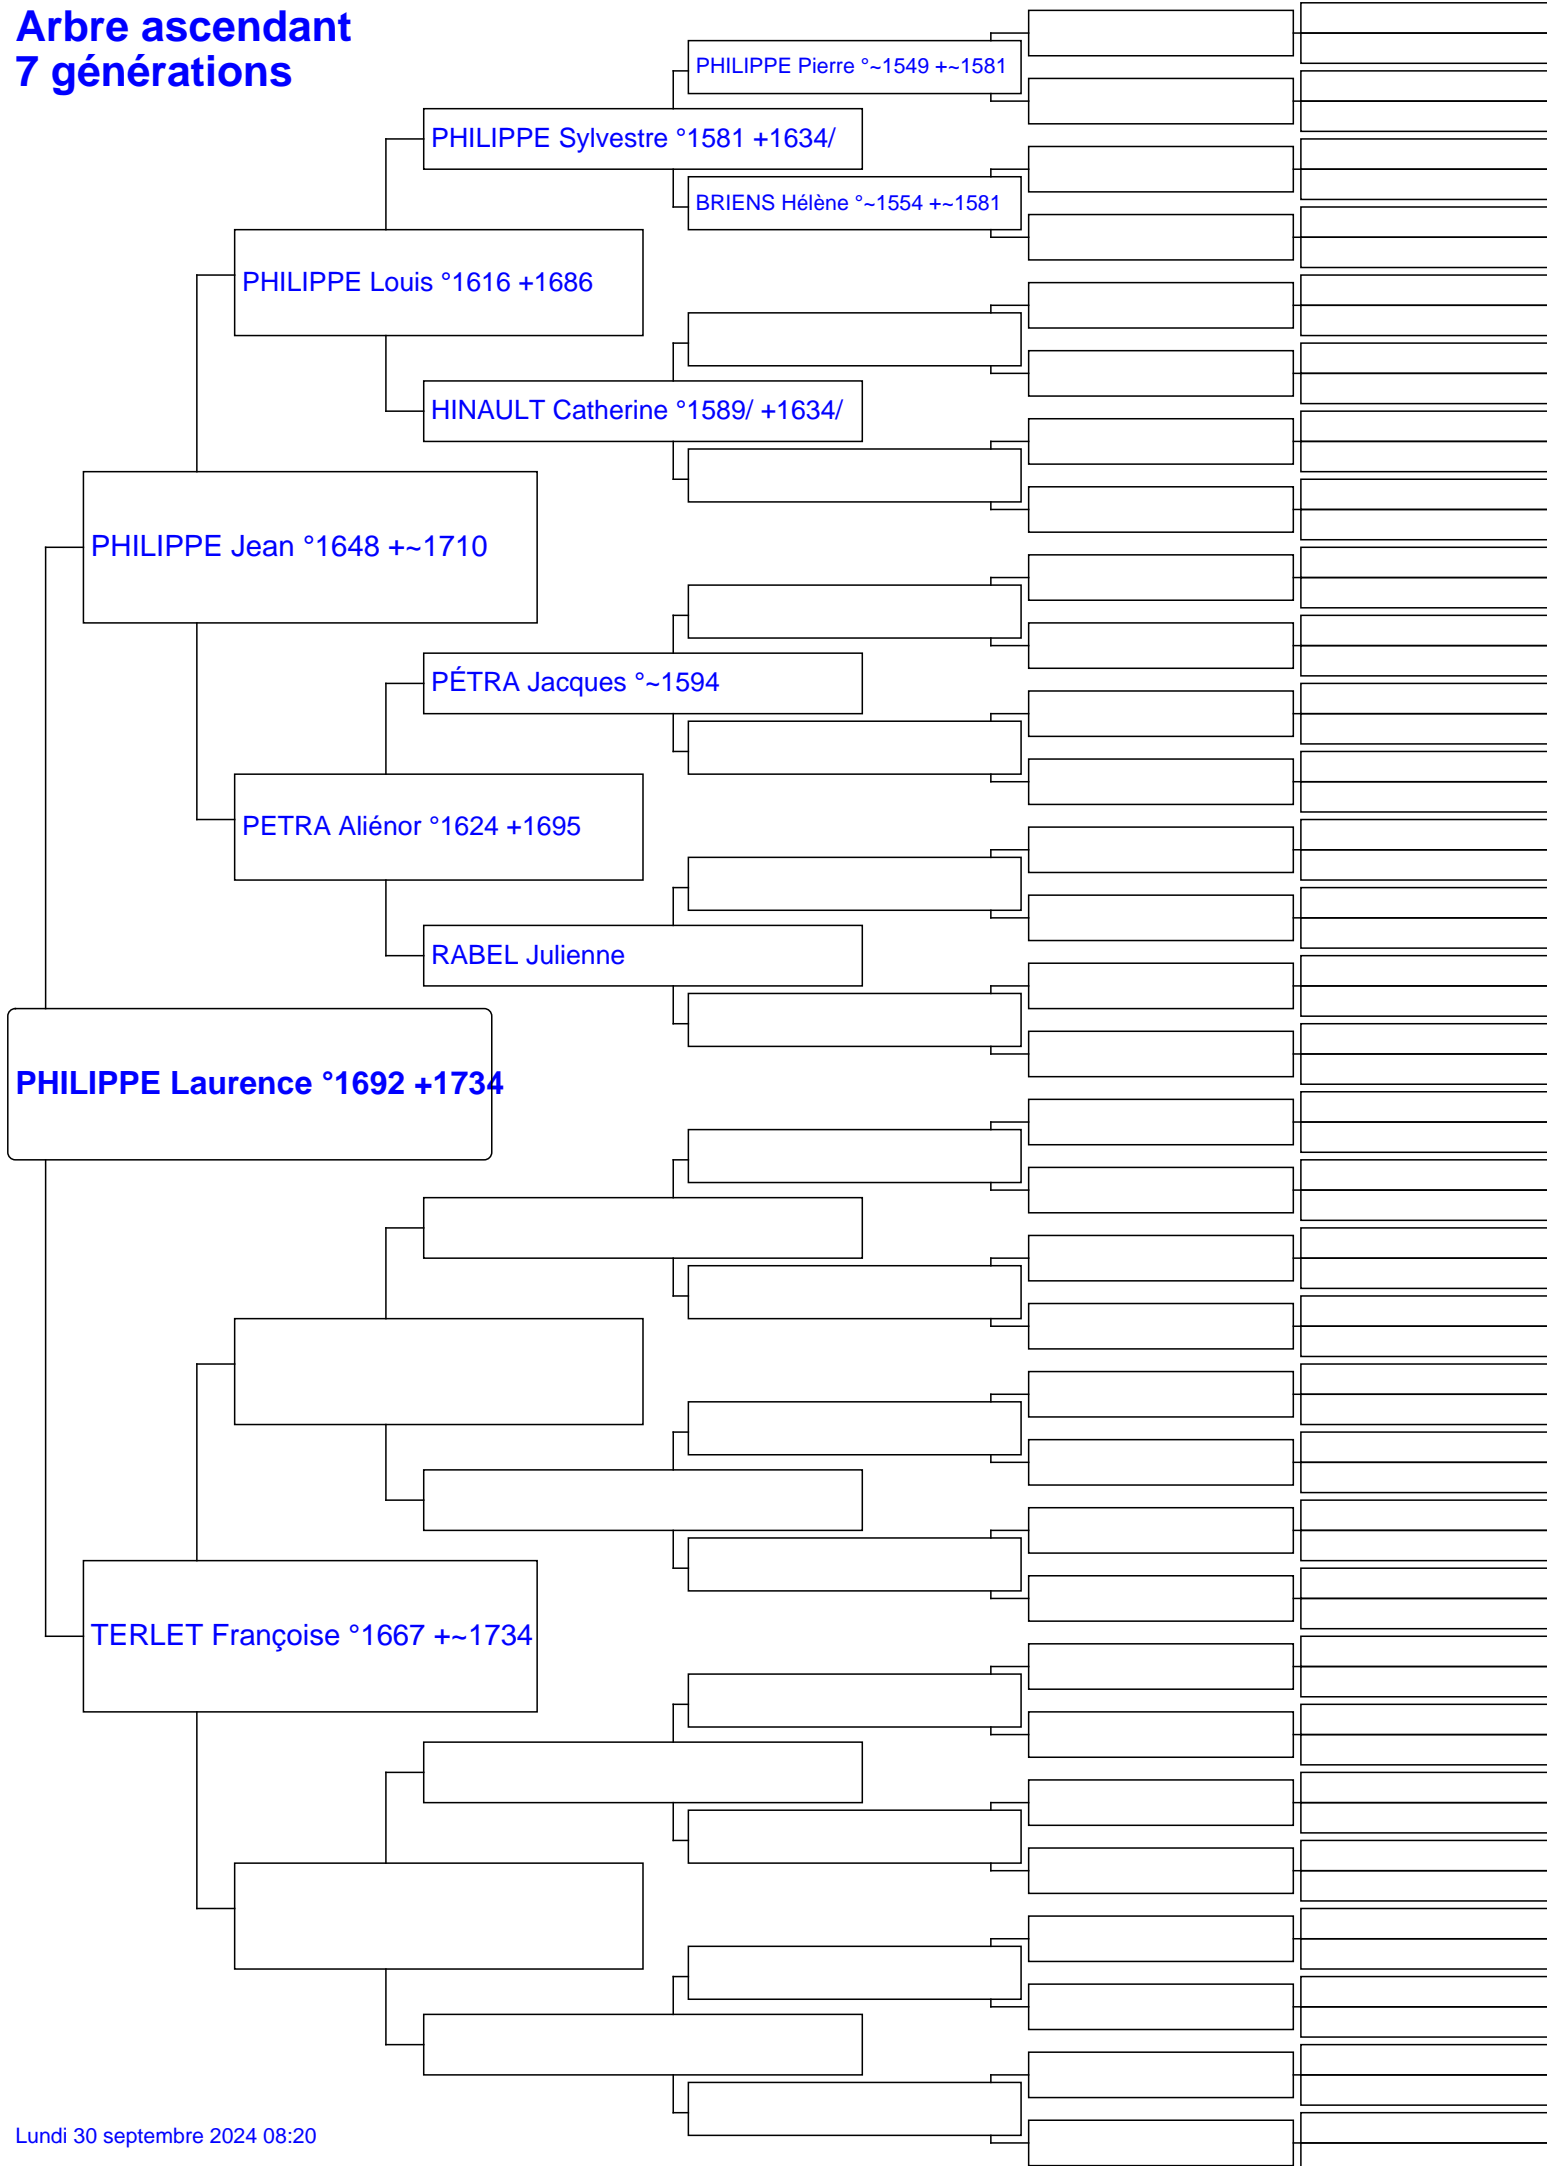 Arbre ascendant
7 générations
PHILIPPE Pierre °~1549 +~1581
PHILIPPE Sylvestre °1581 +1634/
BRIENS Hélène °~1554 +~1581
PHILIPPE Louis °1616 +1686
HINAULT Catherine °1589/ +1634/
PHILIPPE Jean °1648 +~1710
PÉTRA Jacques °~1594
PETRA Aliénor °1624 +1695
RABEL Julienne
PHILIPPE Laurence °1692 +1734
TERLET Françoise °1667 +~1734
Lundi 30 septembre 2024 08:20